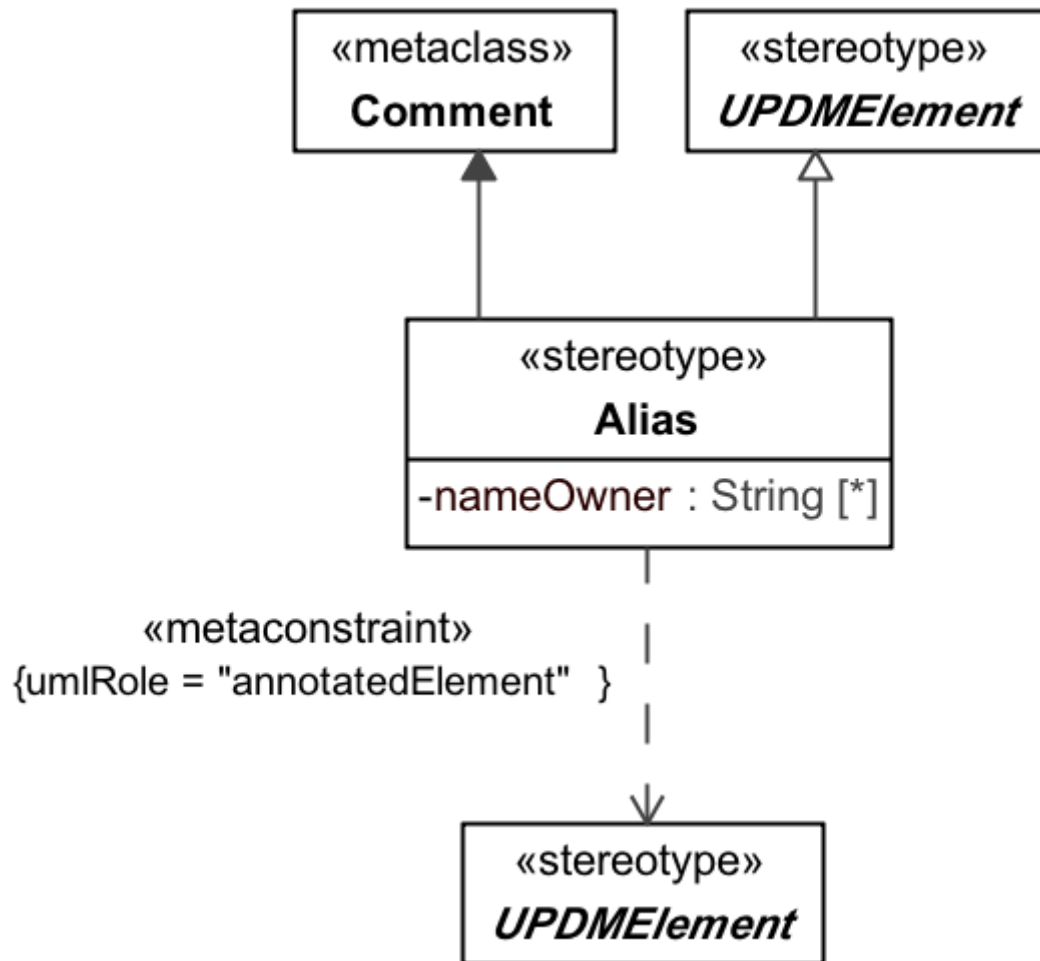 «metaclass»
Comment
«stereotype»
UPDMElement
«stereotype»
Alias
-nameOwner : String [*]
«metaconstraint»
{umlRole = "annotatedElement" }
«stereotype»
UPDMElement